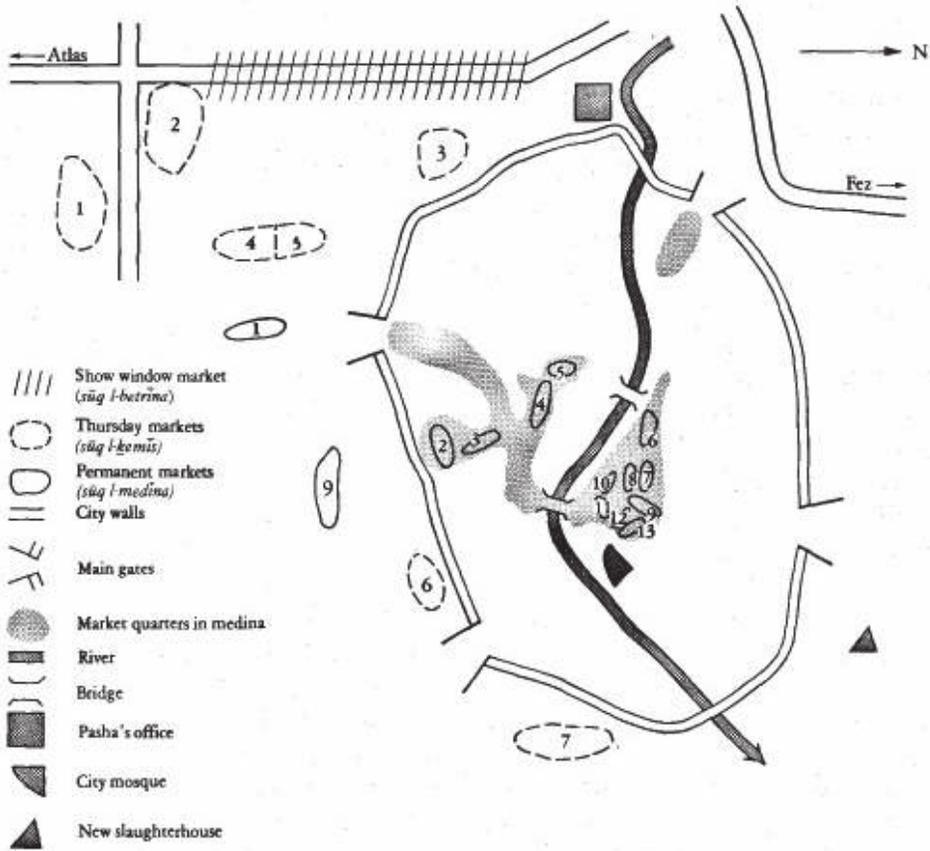 ← Atlas
N
2
3
1
Fez →
4 5
1
Show window market
(sūq l-betrīna)
Thursday markets
(sūq l-ḵemīs)
Permanent markets
(sūq l-medīna)
City walls
Main gates
Market quarters in medina
River
Bridge
Pasha's office
City mosque
New slaughterhouse
5
4
2 3
6
9
10 8 7
12 9
13
6
7